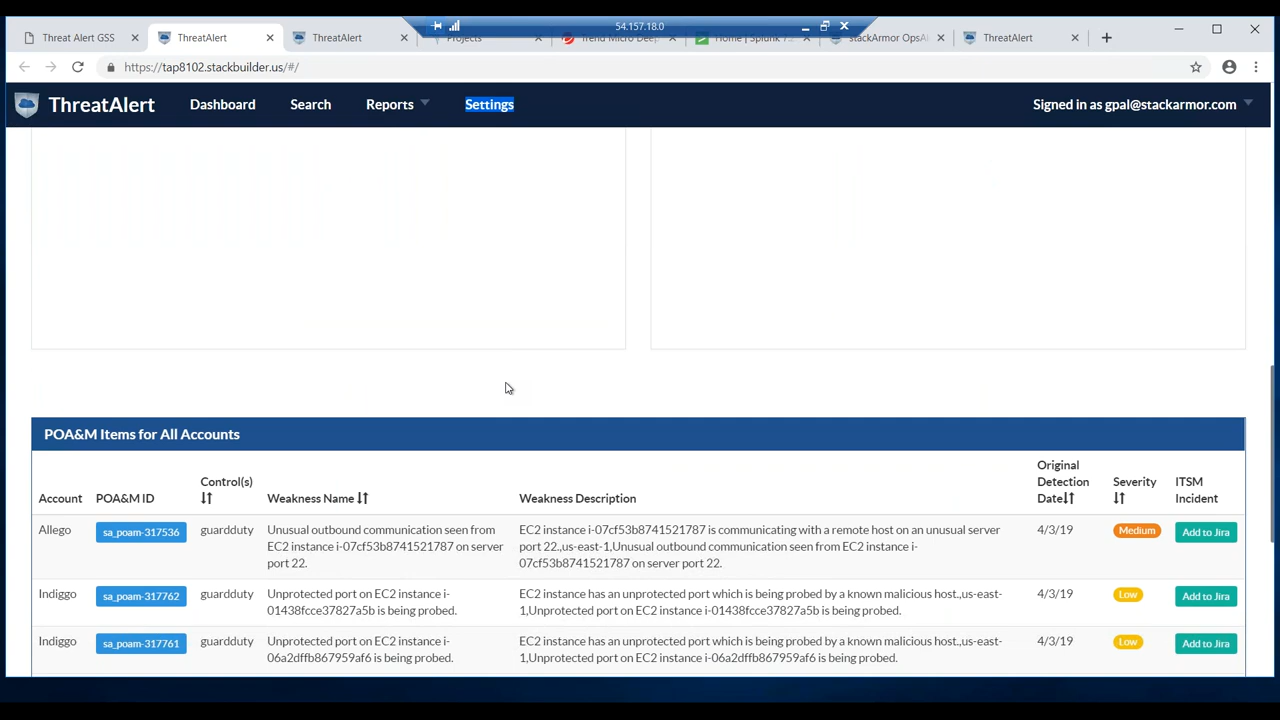 54.157.18.0
Threat Alert GSS
ThreatAlert
ThreatAlert
Projects
Trend Micro Dee
Home | Splunk 7.
stackArmor OpsAl
ThreatAlert
https://tap8102.stackbuilder.us/#/
ThreatAlert
Dashboard
Search
Reports
Settings
Signed in as gpal@stackarmor.com
POA&M Items for All Accounts
Account
POA&M ID
Control(s)
Weakness Name
Weakness Description
Original
Detection
Date
Severity
ITSM
Incident
Allego
sa_poam-317536
guardduty
Unusual outbound communication seen from
EC2 instance i-07cf53b8741521787 on server
port 22.
EC2 instance i-07cf53b8741521787 is communicating with a remote host on an unusual server
port 22.,us-east-1,Unusual outbound communication seen from EC2 instance i-
07cf53b8741521787 on server port 22.
4/3/19
Medium
Add to Jira
Indiggo
sa_poam-317762
guardduty
Unprotected port on EC2 instance i-
01438fcce37827a5b is being probed.
EC2 instance has an unprotected port which is being probed by a known malicious host.,us-east-
1,Unprotected port on EC2 instance i-01438fcce37827a5b is being probed.
4/3/19
Low
Add to Jira
Indiggo
sa_poam-317761
guardduty
Unprotected port on EC2 instance i-
06a2dffb867959af6 is being probed.
EC2 instance has an unprotected port which is being probed by a known malicious host.,us-east-
1,Unprotected port on EC2 instance i-06a2dffb867959af6 is being probed.
4/3/19
Low
Add to Jira